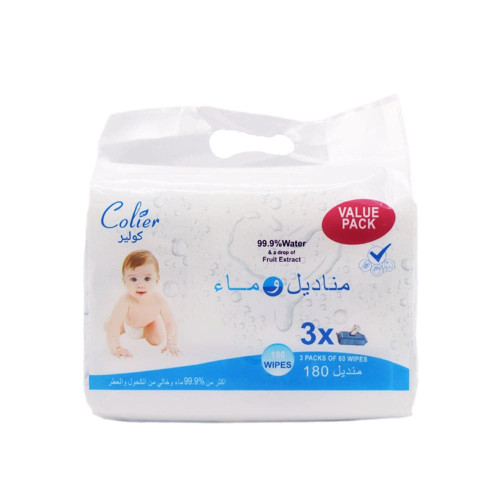 Colier
كولير
VALUE
PACK
99.9%Water
& a drop of
Fruit Extract
مناديل و مــاء
3x
180
WIPES
3 PACKS OF 60 WIPES
180 منديل
اكثر من 99.9% ماء وخالي من الكحول والعطر